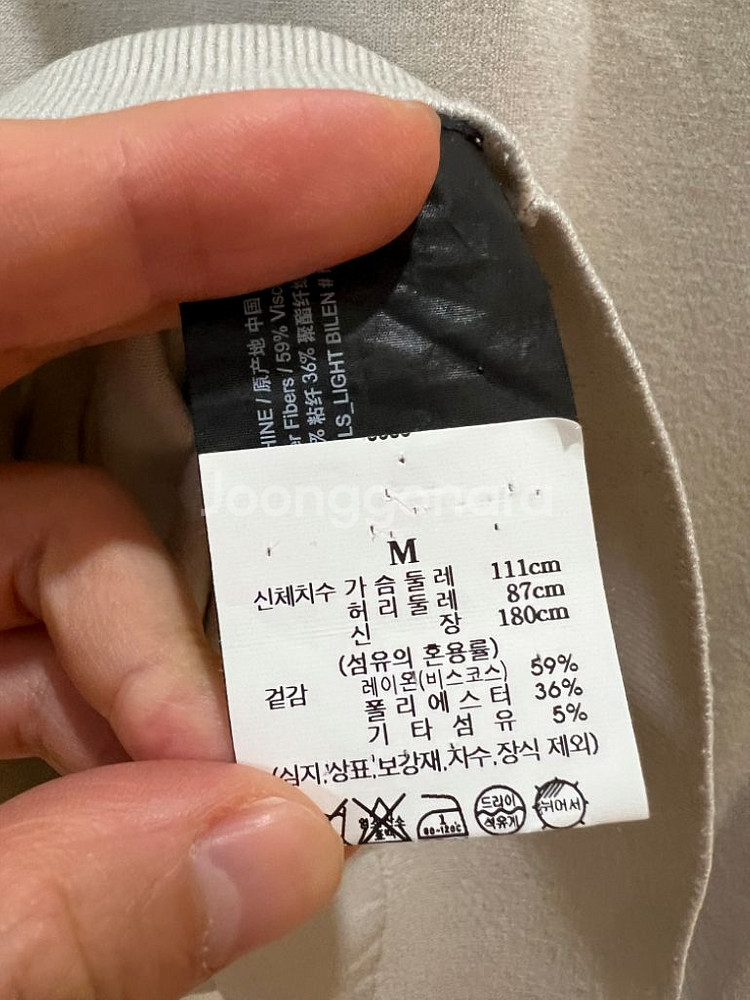 HINE / 原产地 中国
r Fibers / 59% Visc
% 粘纤 36% 聚酯纤
LS_LIGHT BILEN #
Joonggonara
M
신체치수 가슴둘레 111cm
허리둘레 87cm
신장 180cm
(섬유의 혼용률)
겉감 레이온(비스코스) 59%
폴리에스터 36%
기타섬유 5%
(심지,상표,보강재,자수,장식 제외)
1
80-120℃
드라이
석유계
뉘어서